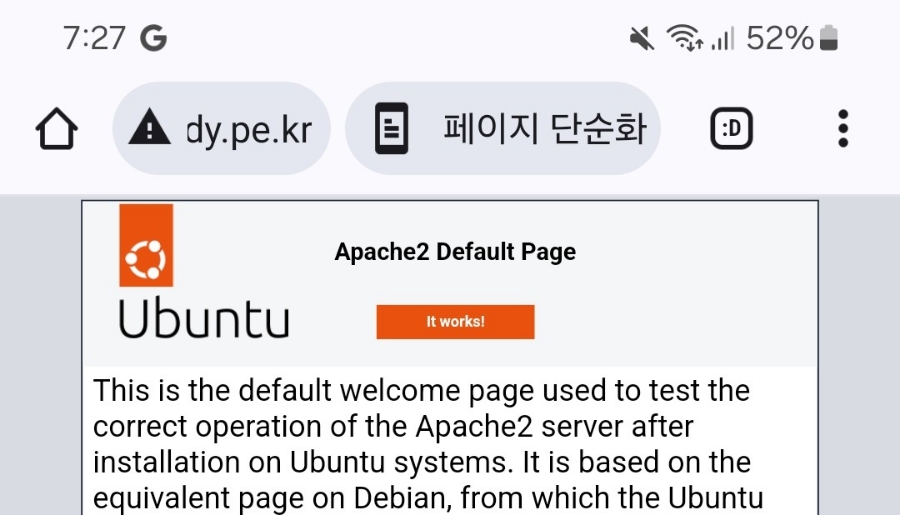 7:27 G
52%
dy.pe.kr
페이지 단순화
:D
Apache2 Default Page
Ubuntu
It works!
This is the default welcome page used to test the
correct operation of the Apache2 server after
installation on Ubuntu systems. It is based on the
equivalent page on Debian, from which the Ubuntu